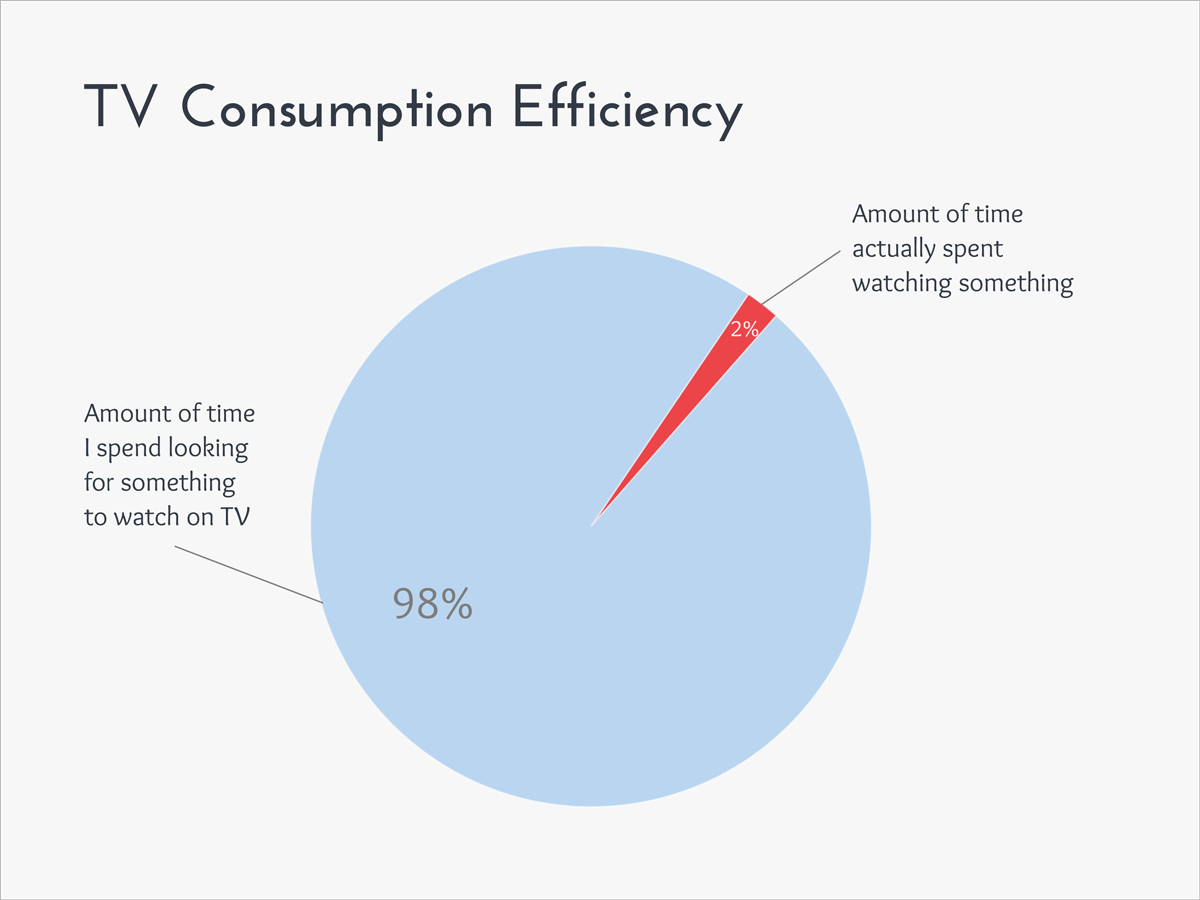 TV Consumption Efficiency
Amount of time
actually spent
watching something
2%
Amount of time
I spend looking
for something
to watch on TV
98%